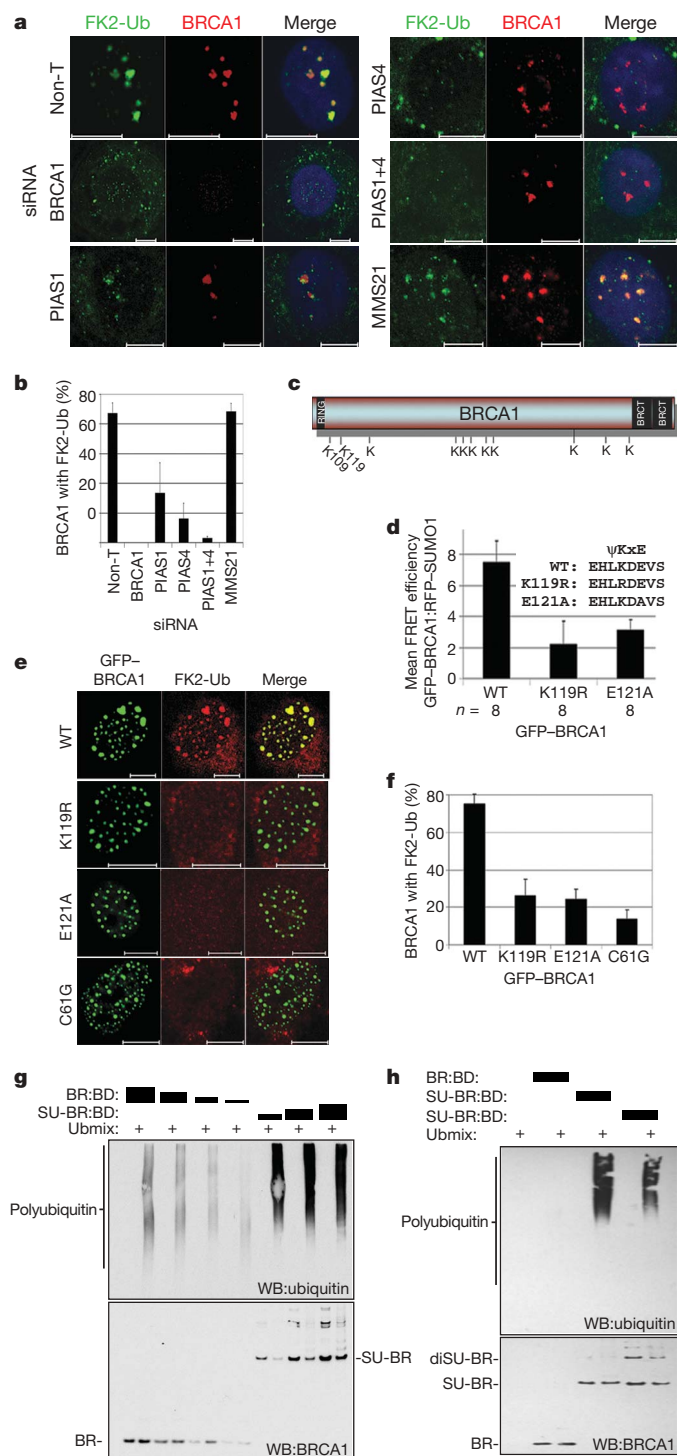 a
FK2-Ub BRCA1 Merge
FK2-Ub BRCA1 Merge
Non-T
siRNA
BRCA1
PIAS1
PIAS4
PIAS1+4
MMS21
b
BRCA1 with FK2-Ub (%)
80
60
40
20
0
Non-T
BRCA1
PIAS1
PIAS4
PIAS1+4
MMS21
siRNA
c
RING
BRCA1
BRCT
BRCT
K109
K119
K
KKK KK
K
K
K
d
Mean FRET efficiency
GFP–BRCA1:RFP–SUMO1
8
6
4
2
0
ψKxE
WT: EHLKDEVS
K119R: EHLRDEVS
E121A: EHLKDAVS
WT K119R E121A
n = 8 8 8
GFP–BRCA1
e
GFP–
BRCA1
FK2-Ub
Merge
WT
K119R
E121A
C61G
f
BRCA1 with FK2-Ub (%)
80
60
40
20
0
WT K119R E121A C61G
GFP–BRCA1
g
BR:BD:
SU-BR:BD:
Ubmix: + + + + + + +
Polyubiquitin
WB:ubiquitin
-SU-BR
BR-
WB:BRCA1
h
BR:BD:
SU-BR:BD:
SU-BR:BD:
Ubmix: + + + +
Polyubiquitin
WB:ubiquitin
diSU-BR-
SU-BR-
BR-
WB:BRCA1